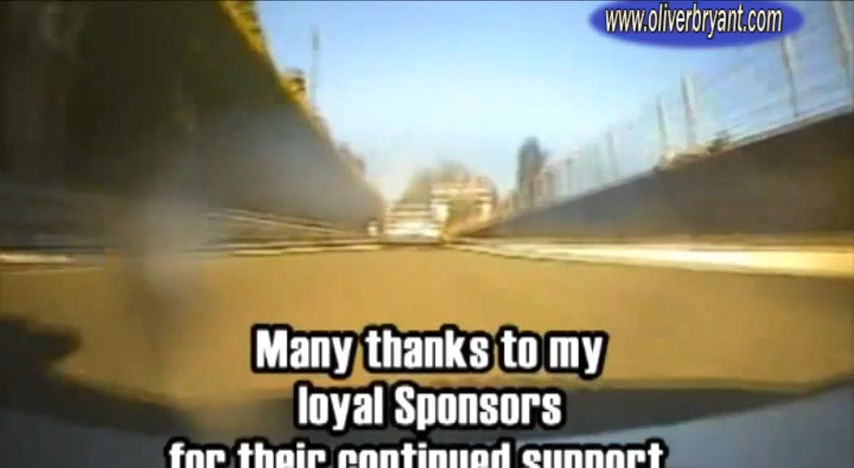 www.oliverbryant.com
Many thanks to my
loyal Sponsors
for their continued support